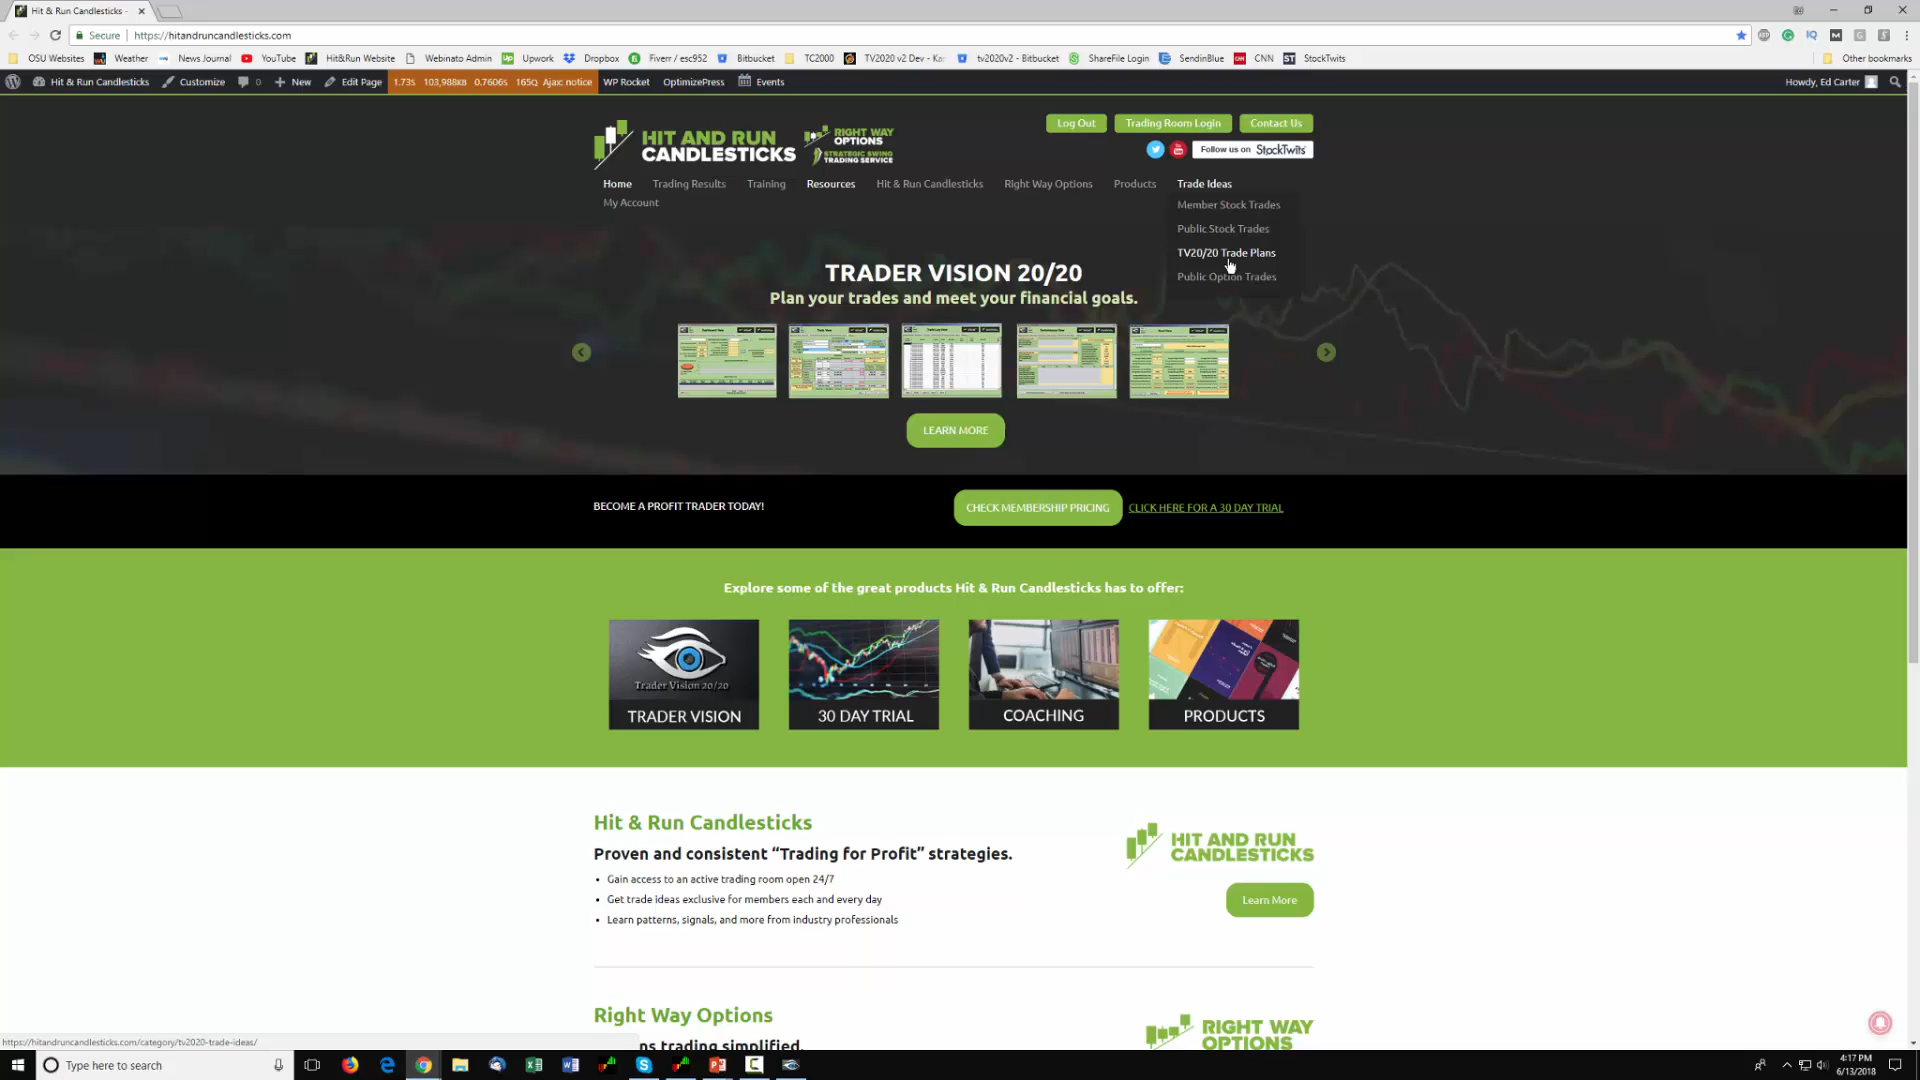 Hit & Run Candlesticks -
Secure
https://hitandruncandlesticks.com
OSU Websites
Weather
News Journal
YouTube
Hit&Run Website
Webinato Admin
Upwork
Dropbox
Fiverr / esc952
Bitbucket
TC2000
TV2020 v2 Dev - Ka
tv2020v2 - Bitbucket
ShareFile Login
SendinBlue
CNN
StockTwits
Other bookmarks
Hit & Run Candlesticks
Customize
0
New
Edit Page
1.73s 103,988KB 0.7606s 165Q Ajax: notice
WP Rocket
OptimizePress
Events
Howdy, Ed Carter
HIT AND RUN
CANDLESTICKS
RIGHT WAY
OPTIONS
STRATEGIC SWING
TRADING SERVICE
Log Out
Trading Room Login
Contact Us
Follow us on StockTwits
Home
Trading Results
Training
Resources
Hit & Run Candlesticks
Right Way Options
Products
Trade Ideas
My Account
Member Stock Trades
Public Stock Trades
TV20/20 Trade Plans
Public Option Trades
TRADER VISION 20/20
Plan your trades and meet your financial goals.
LEARN MORE
BECOME A PROFIT TRADER TODAY!
CHECK MEMBERSHIP PRICING
CLICK HERE FOR A 30 DAY TRIAL
Explore some of the great products Hit & Run Candlesticks has to offer:
Trader Vision 20/20
TRADER VISION
30 DAY TRIAL
COACHING
PRODUCTS
Hit & Run Candlesticks
Proven and consistent “Trading for Profit” strategies.
• Gain access to an active trading room open 24/7
• Get trade ideas exclusive for members each and every day
• Learn patterns, signals, and more from industry professionals
HIT AND RUN
CANDLESTICKS
Learn More
Right Way Options
ns trading simplified.
RIGHT WAY
OPTIONS
https://hitandruncandlesticks.com/category/tv2020-trade-ideas/
Type here to search
4:17 PM
6/13/2018